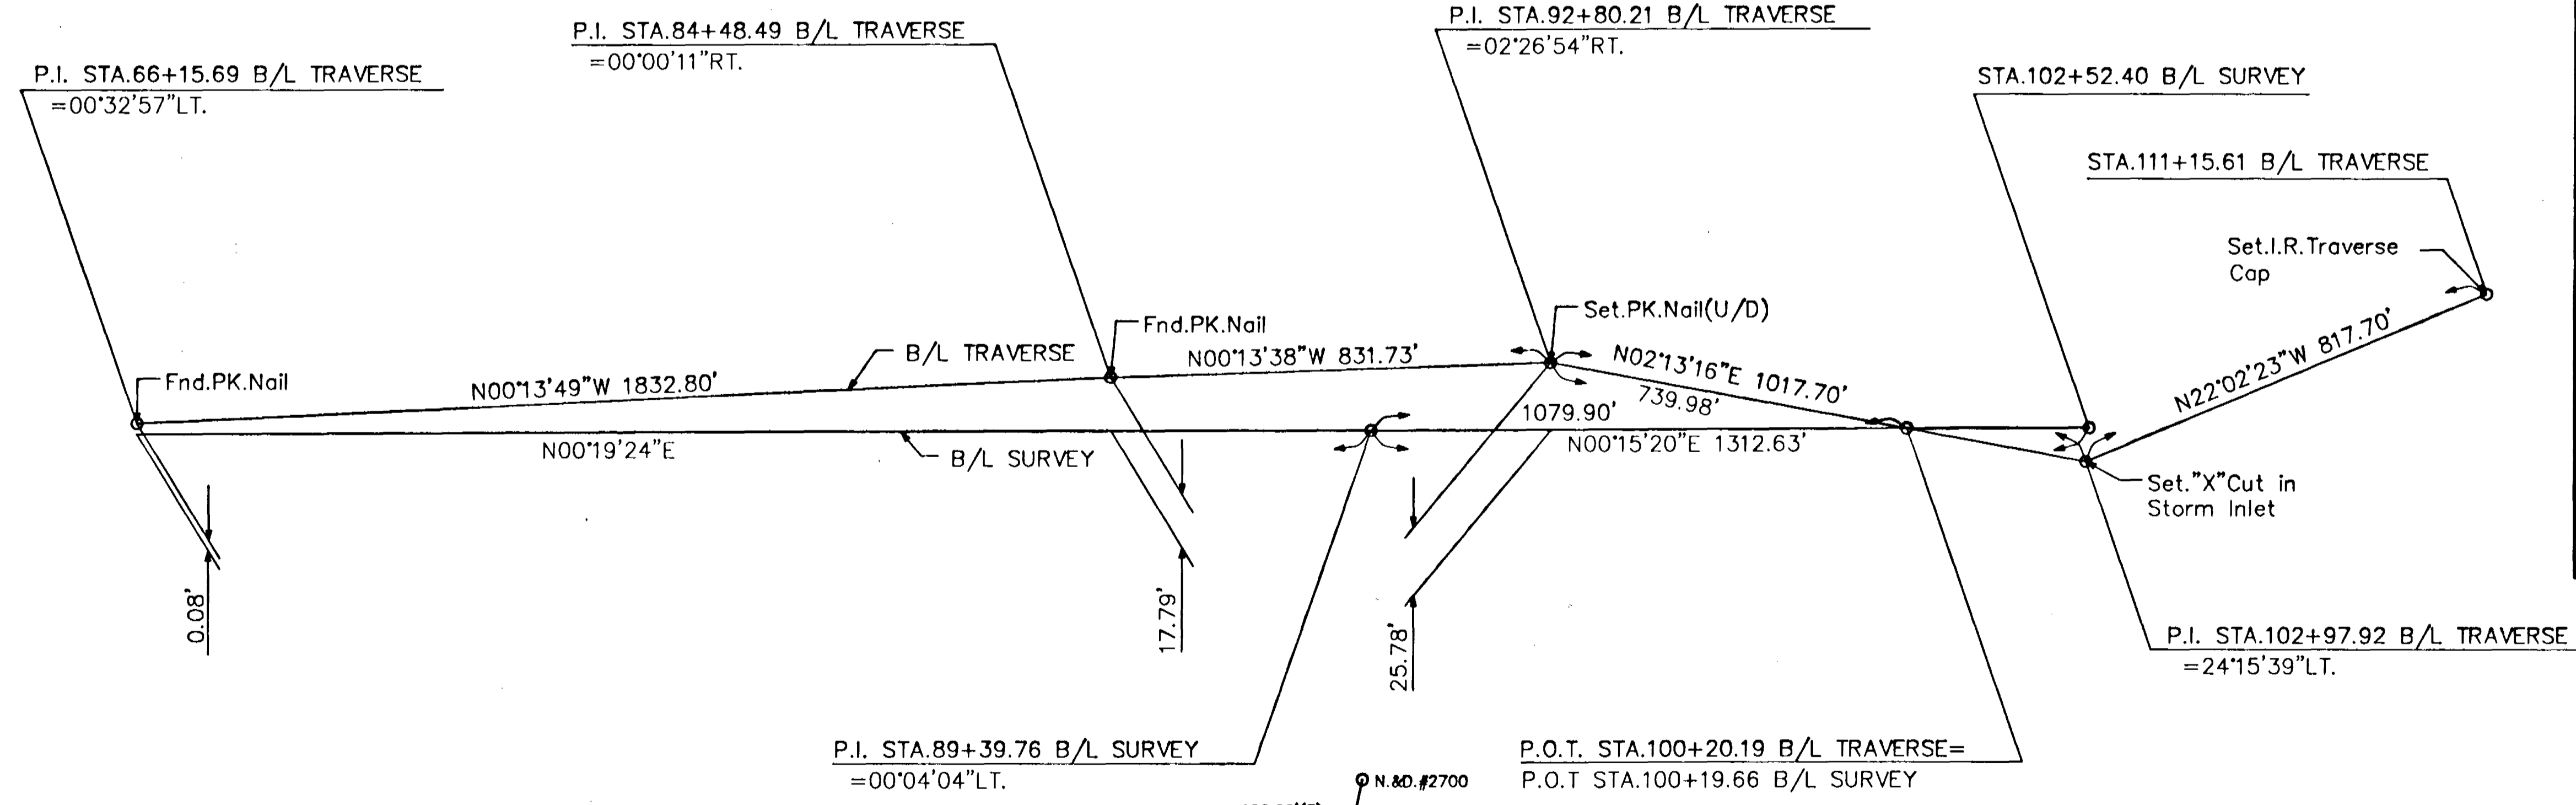 P.I. STA.66+15.69 B/L TRAVERSE
=00°32'57"LT.
P.I. STA.84+48.49 B/L TRAVERSE
=00°00'11"RT.
P.I. STA.92+80.21 B/L TRAVERSE
=02°26'54"RT.
STA.102+52.40 B/L SURVEY
STA.111+15.61 B/L TRAVERSE
Set.I.R.Traverse
Cap
Fnd.PK.Nail
N00°13'49"W 1832.80'
B/L TRAVERSE
Fnd.PK.Nail
N00°13'38"W 831.73'
Set.PK.Nail(U/D)
N02°13'16"E 1017.70'
739.98'
1079.90'
N22°02'23"W 817.70'
N00°19'24"E
B/L SURVEY
N00°15'20"E 1312.63'
Set."X"Cut in
Storm Inlet
0.08'
17.79'
25.78'
P.I. STA.102+97.92 B/L TRAVERSE
=24°15'39"LT.
P.I. STA.89+39.76 B/L SURVEY
=00°04'04"LT.
P.O.T. STA.100+20.19 B/L TRAVERSE=
P.O.T STA.100+19.66 B/L SURVEY
N.&D.#2700